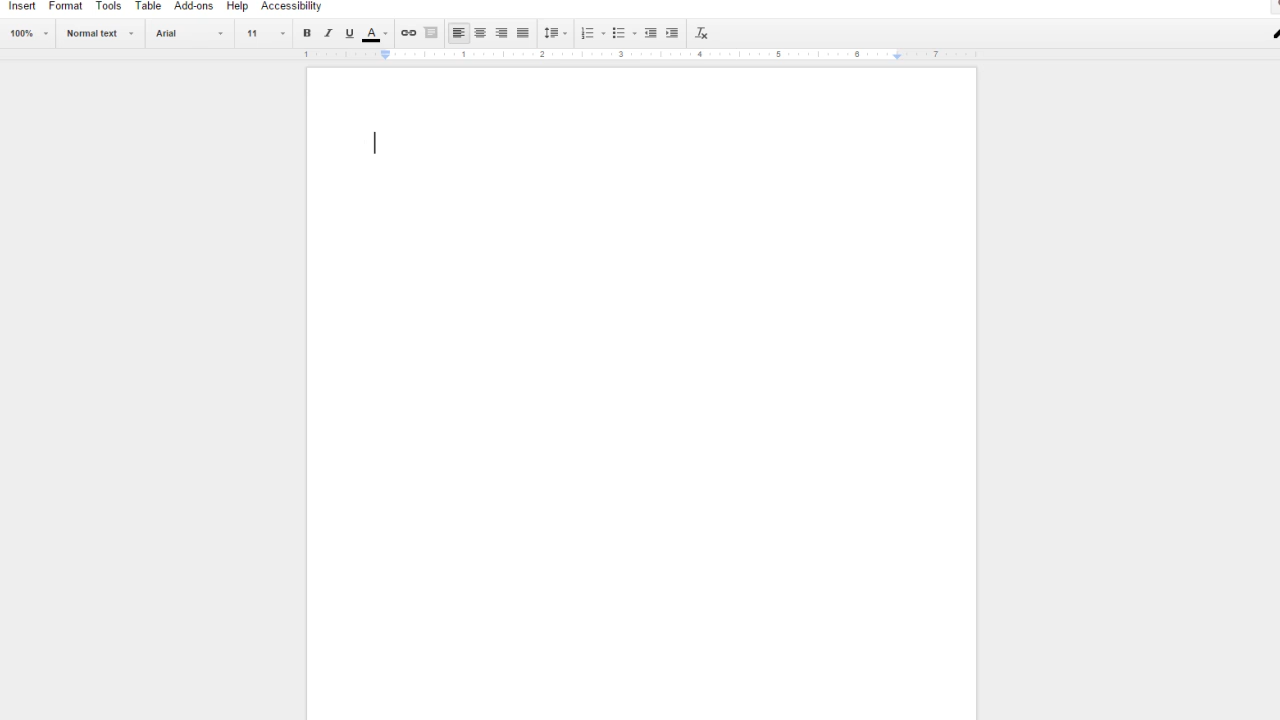 Insert Format Tools Table Add-ons Help Accessibility
100% Normal text Arial 11 B I U A
1 1 2 3 4 5 6 7